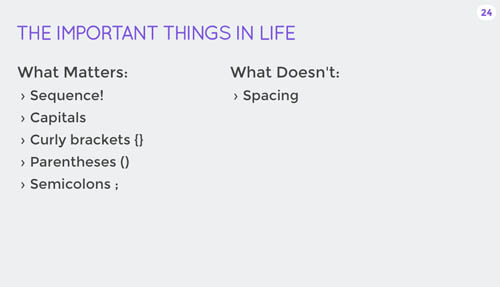 24
THE IMPORTANT THINGS IN LIFE
What Matters:
› Sequence!
› Capitals
› Curly brackets {}
› Parentheses ()
› Semicolons ;
What Doesn't:
› Spacing